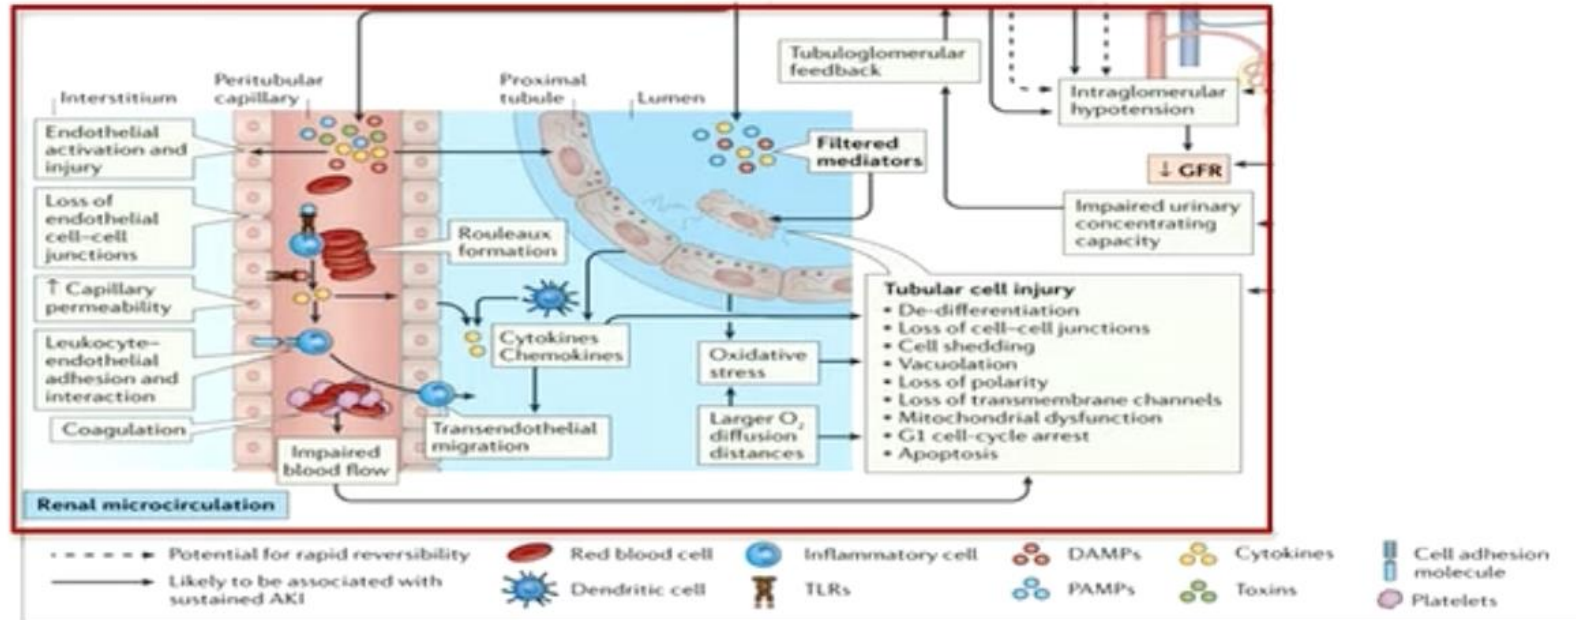 Tubuloglomerular
feedback
Intraglomerular
hypotension
↓ GFR
Impaired urinary
concentrating
capacity
Interstitium
Peritubular
capillary
Proximal
tubule
Lumen
Endothelial
activation and
injury
Loss of
endothelial
cell–cell
junctions
↑ Capillary
permeability
Leukocyte–
endothelial
adhesion and
interaction
Coagulation
Rouleaux
formation
Filtered
mediators
Cytokines
Chemokines
Transendothelial
migration
Impaired
blood flow
Oxidative
stress
Larger O₂
diffusion
distances
Tubular cell injury
• De-differentiation
• Loss of cell–cell junctions
• Cell shedding
• Vacuolation
• Loss of polarity
• Loss of transmembrane channels
• Mitochondrial dysfunction
• G1 cell-cycle arrest
• Apoptosis
Renal microcirculation
Potential for rapid reversibility
Likely to be associated with
sustained AKI
Red blood cell
Dendritic cell
Inflammatory cell
TLRs
DAMPs
PAMPs
Cytokines
Toxins
Cell adhesion
molecule
Platelets